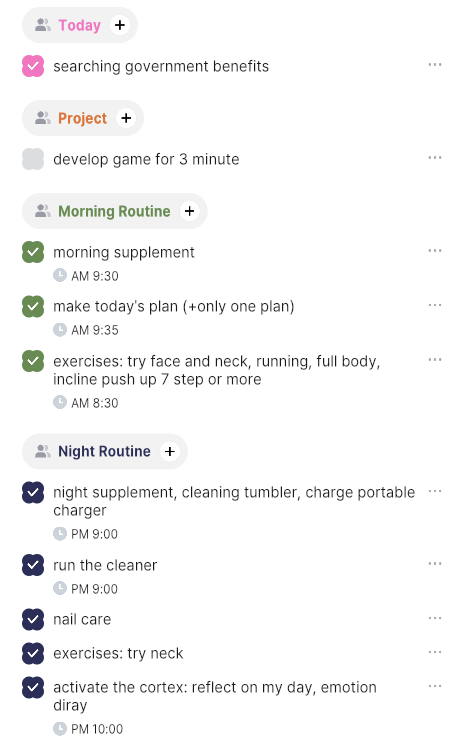 Today
searching government benefits
Project
develop game for 3 minute
Morning Routine
morning supplement
AM 9:30
make today's plan (+only one plan)
AM 9:35
exercises: try face and neck, running, full body,
incline push up 7 step or more
AM 8:30
Night Routine
night supplement, cleaning tumbler, charge portable
charger
PM 9:00
run the cleaner
PM 9:00
nail care
exercises: try neck
activate the cortex: reflect on my day, emotion
diray
PM 10:00